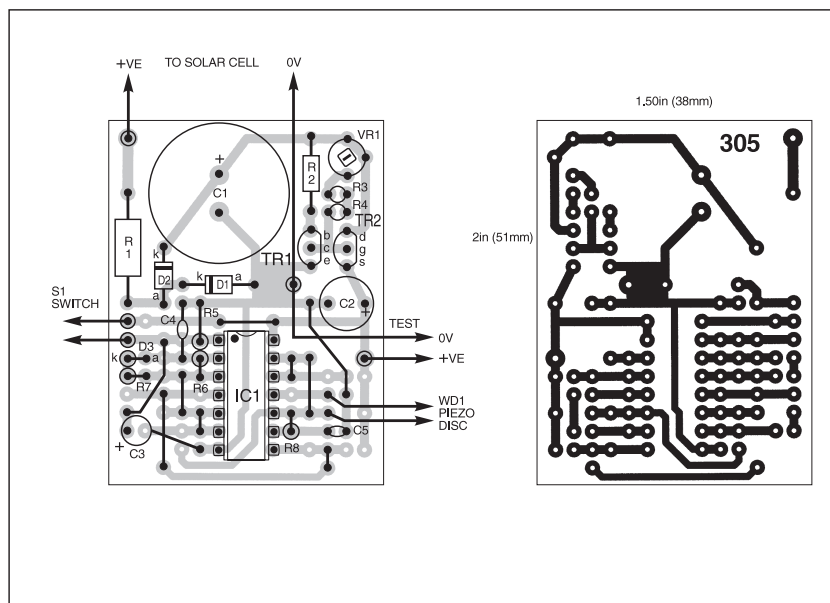 +VE
TO SOLAR CELL
0V
VR1
+
C1
R
2
R3
R4
TR2
R
1
TR1
b
c
e
d
g
s
k
D2
a
k
D1
a
C2
+
S1
SWITCH
C4
R5
TEST
0V
D3
k
a
+VE
R7
R6
IC1
WD1
PIEZO
DISC
+
C3
R8
C5
1.50in (38mm)
305
2in (51mm)